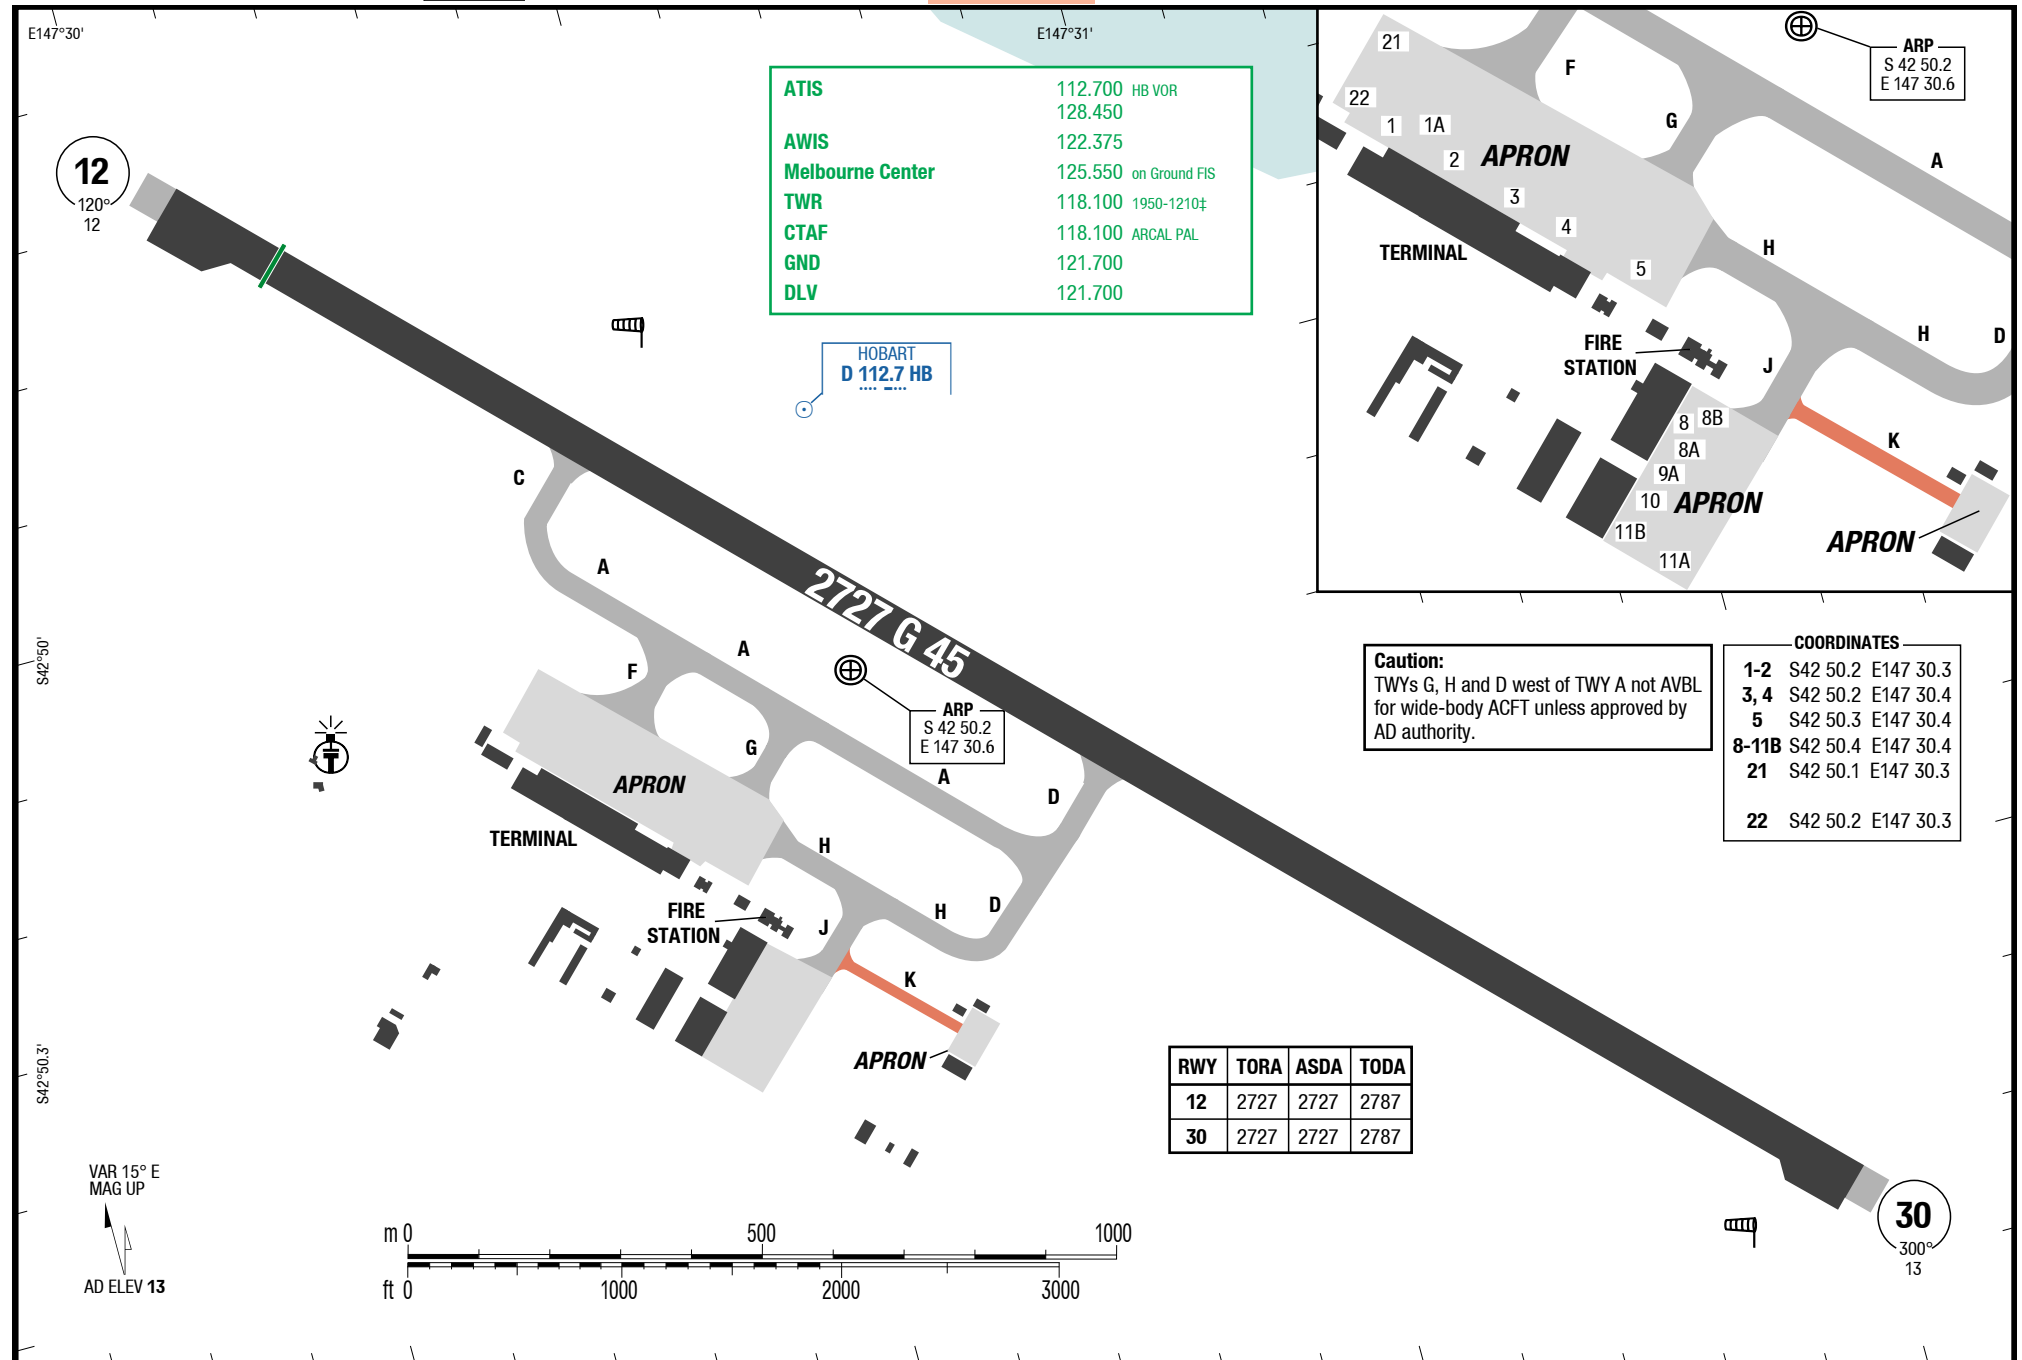 E147°30'
E147°31'
12
120°
12
ATIS 112.700 HB VOR
128.450
AWIS 122.375
Melbourne Center 125.550 on Ground FIS
TWR 118.100 1950-1210‡
CTAF 118.100 ARCAL PAL
GND 121.700
DLV 121.700
HOBART
D 112.7 HB
21
22
1
1A
2
3
4
5
APRON
F
G
A
H
H
D
J
K
TERMINAL
FIRE
STATION
8
8B
8A
9A
10
11B
11A
APRON
APRON
ARP
S 42 50.2
E 147 30.6
C
A
A
A
2727 G 45
F
G
D
H
H
D
J
K
ARP
S 42 50.2
E 147 30.6
APRON
TERMINAL
FIRE
STATION
APRON
S42°50'
S42°50.3'
Caution:
TWYs G, H and D west of TWY A not AVBL
for wide-body ACFT unless approved by
AD authority.
COORDINATES
1-2 S42 50.2 E147 30.3
3, 4 S42 50.2 E147 30.4
5 S42 50.3 E147 30.4
8-11B S42 50.4 E147 30.4
21 S42 50.1 E147 30.3
22 S42 50.2 E147 30.3
RWY TORA ASDA TODA
12 2727 2727 2787
30 2727 2727 2787
30
300°
13
VAR 15° E
MAG UP
AD ELEV 13
m 0 500 1000
ft 0 1000 2000 3000